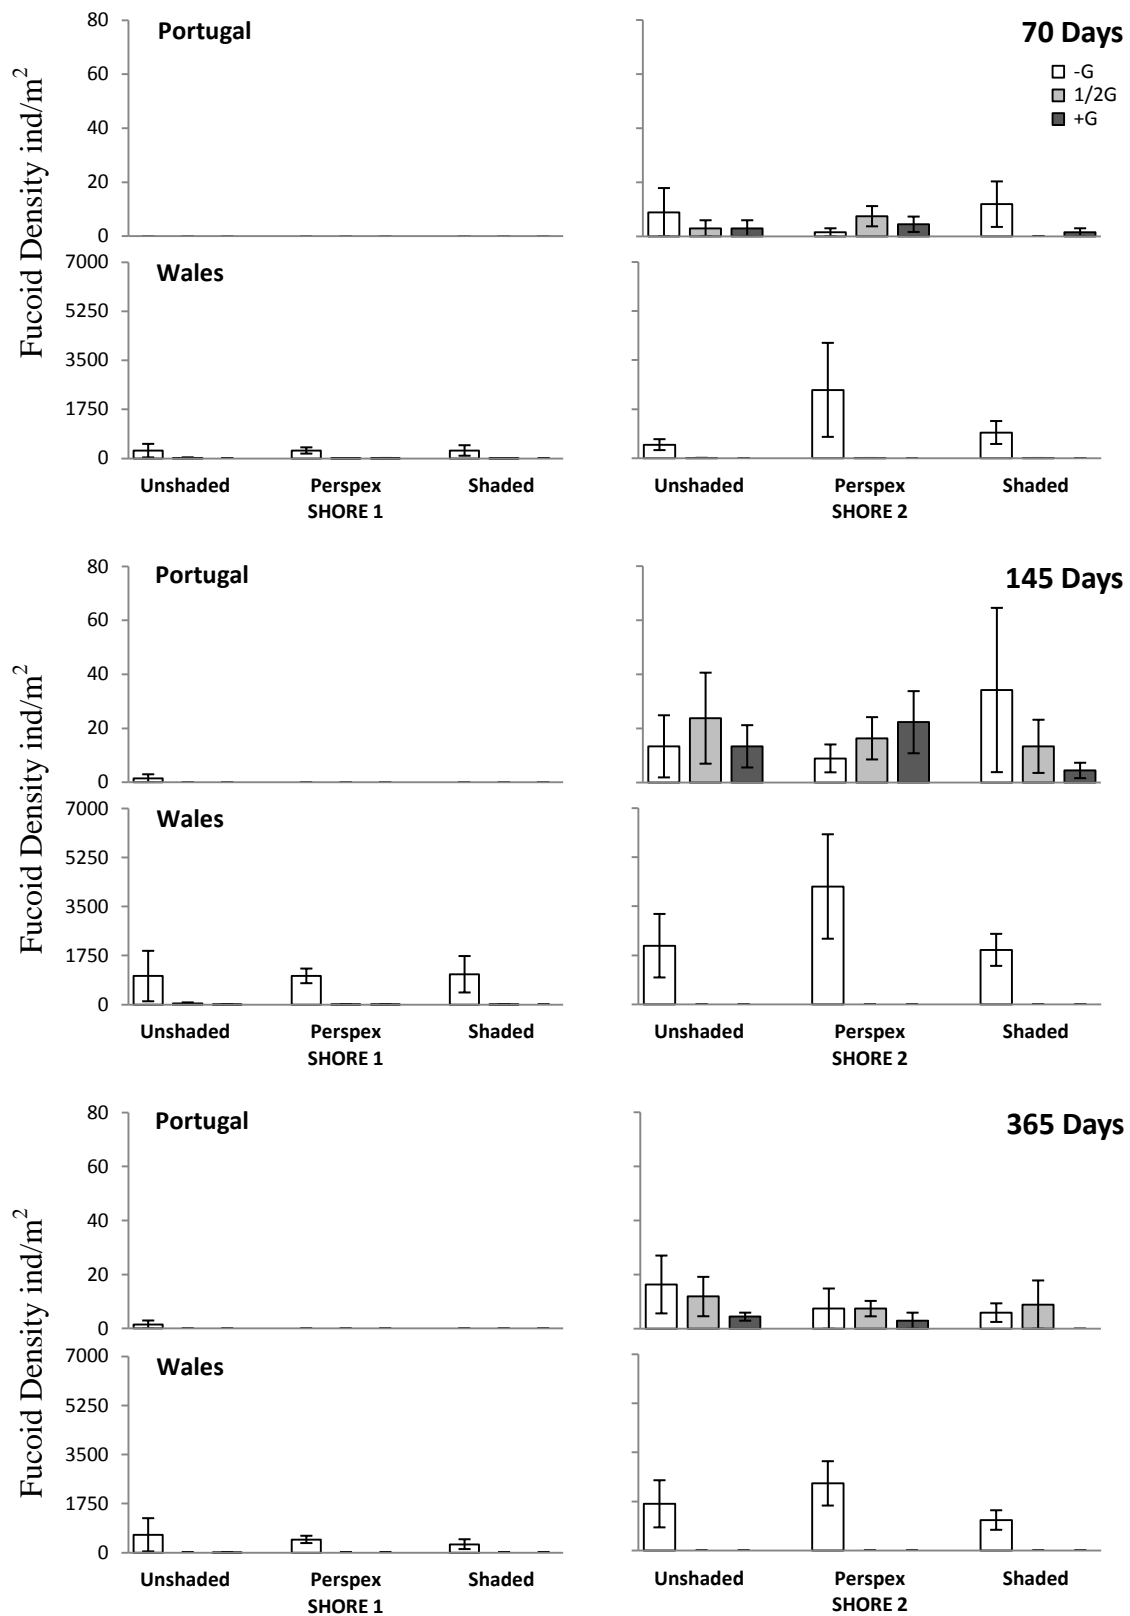 Portugal
70 Days
-G
1/2G
+G
80
60
40
20
0
Fucoid Density ind/m²
Wales
7000
5250
3500
1750
0
Unshaded Perspex Shaded
SHORE 1
Unshaded Perspex Shaded
SHORE 2
Portugal
145 Days
80
60
40
20
0
Fucoid Density ind/m²
Wales
7000
5250
3500
1750
0
Unshaded Perspex Shaded
SHORE 1
Unshaded Perspex Shaded
SHORE 2
Portugal
365 Days
80
60
40
20
0
Fucoid Density ind/m²
Wales
7000
5250
3500
1750
0
Unshaded Perspex Shaded
SHORE 1
Unshaded Perspex Shaded
SHORE 2